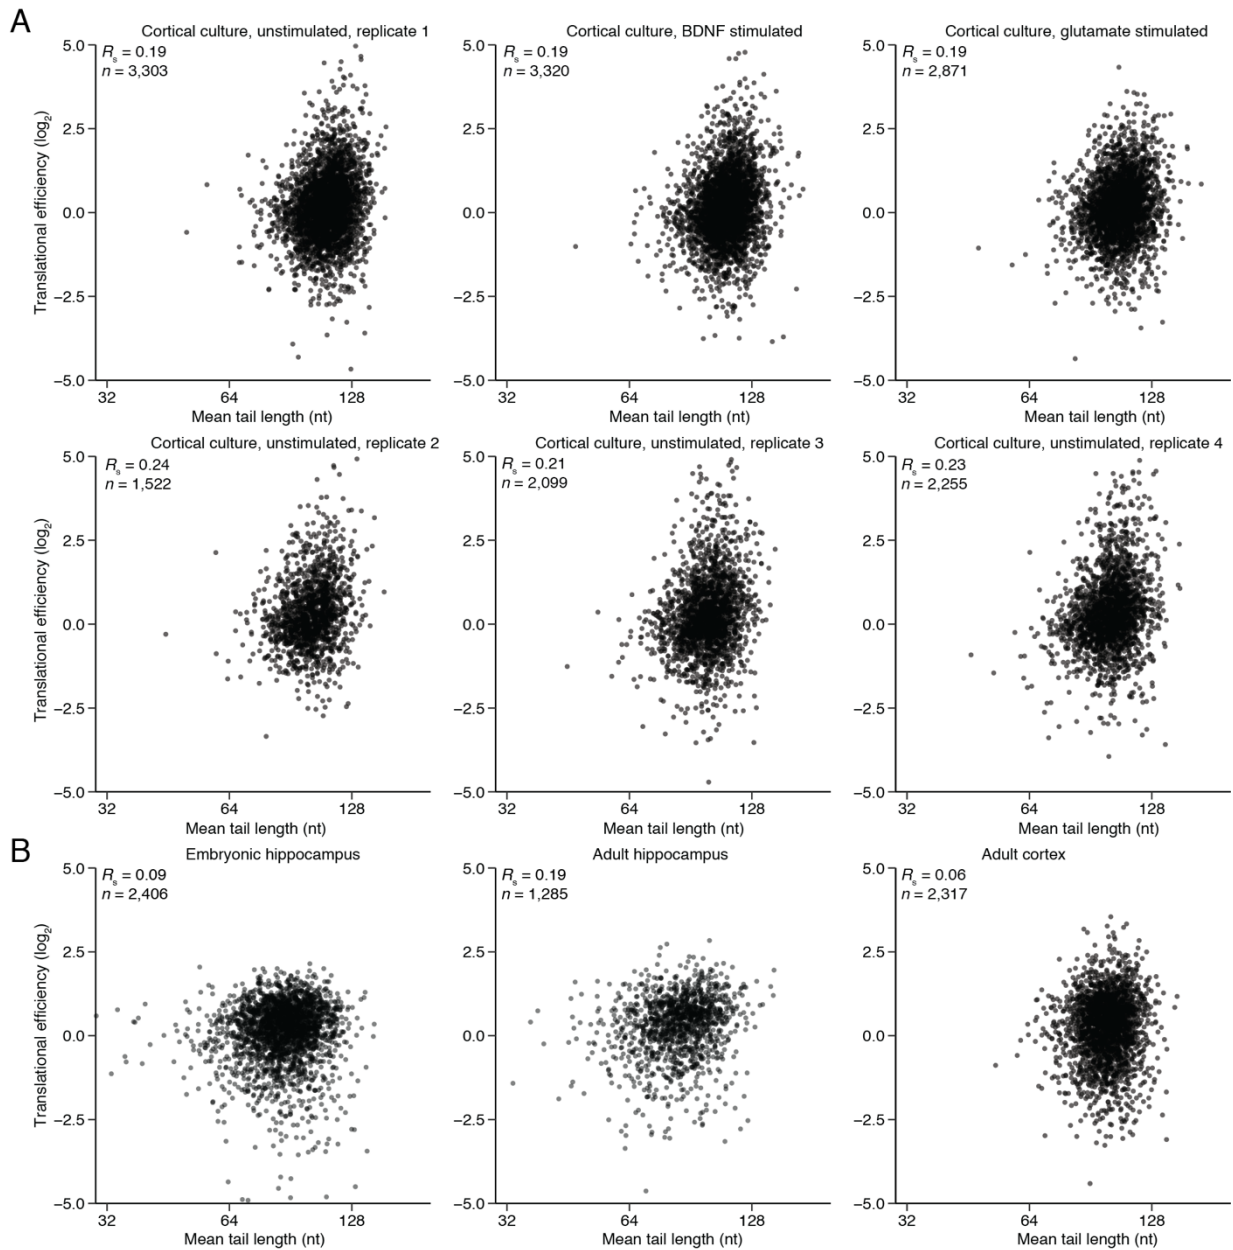 A
Cortical culture, unstimulated, replicate 1
Rs = 0.19
n = 3,303
5.0
2.5
0.0
−2.5
−5.0
Translational efficiency (log2)
32 64 128
Mean tail length (nt)
Cortical culture, BDNF stimulated
Rs = 0.19
n = 3,320
5.0
2.5
0.0
−2.5
−5.0
32 64 128
Mean tail length (nt)
Cortical culture, glutamate stimulated
Rs = 0.19
n = 2,871
5.0
2.5
0.0
−2.5
−5.0
32 64 128
Mean tail length (nt)
Cortical culture, unstimulated, replicate 2
Rs = 0.24
n = 1,522
5.0
2.5
0.0
−2.5
−5.0
Translational efficiency (log2)
32 64 128
Mean tail length (nt)
Cortical culture, unstimulated, replicate 3
Rs = 0.21
n = 2,099
5.0
2.5
0.0
−2.5
−5.0
32 64 128
Mean tail length (nt)
Cortical culture, unstimulated, replicate 4
Rs = 0.23
n = 2,255
5.0
2.5
0.0
−2.5
−5.0
32 64 128
Mean tail length (nt)
B
Embryonic hippocampus
Rs = 0.09
n = 2,406
5.0
2.5
0.0
−2.5
−5.0
Translational efficiency (log2)
32 64 128
Mean tail length (nt)
Adult hippocampus
Rs = 0.19
n = 1,285
5.0
2.5
0.0
−2.5
−5.0
32 64 128
Mean tail length (nt)
Adult cortex
Rs = 0.06
n = 2,317
5.0
2.5
0.0
−2.5
−5.0
32 64 128
Mean tail length (nt)